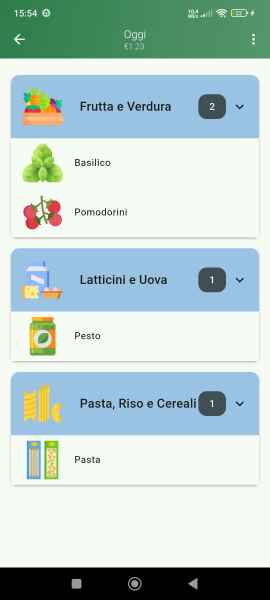 15:54
Oggi
€1.23
Frutta e Verdura 2
Basilico
Pomodorini
Latticini e Uova 1
Pesto
Pasta, Riso e Cereali 1
Pasta